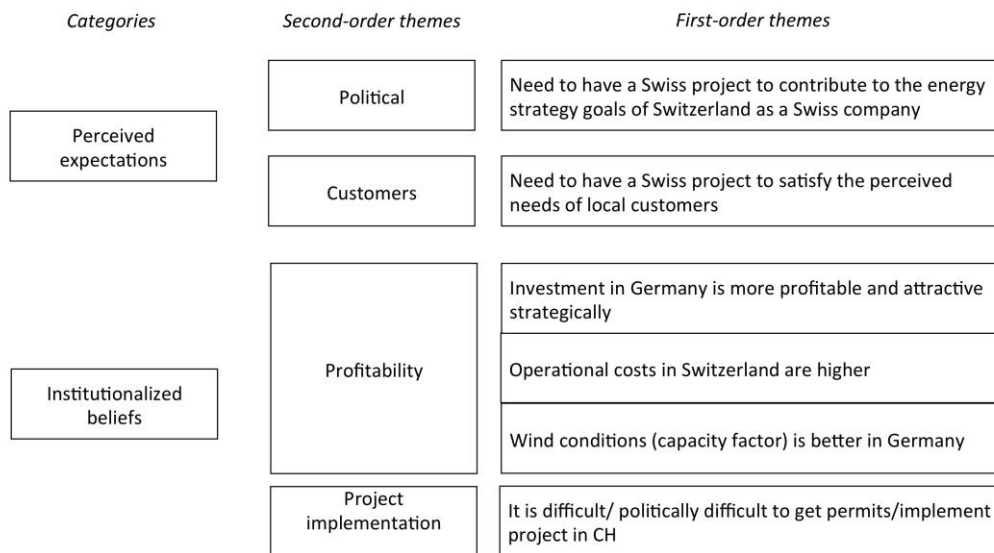 Categories
Second-order themes
First-order themes
Perceived
expectations
Political
Need to have a Swiss project to contribute to the energy
strategy goals of Switzerland as a Swiss company
Customers
Need to have a Swiss project to satisfy the perceived
needs of local customers
Institutionalized
beliefs
Profitability
Investment in Germany is more profitable and attractive
strategically
Operational costs in Switzerland are higher
Wind conditions (capacity factor) is better in Germany
Project
implementation
It is difficult/ politically difficult to get permits/implement
project in CH